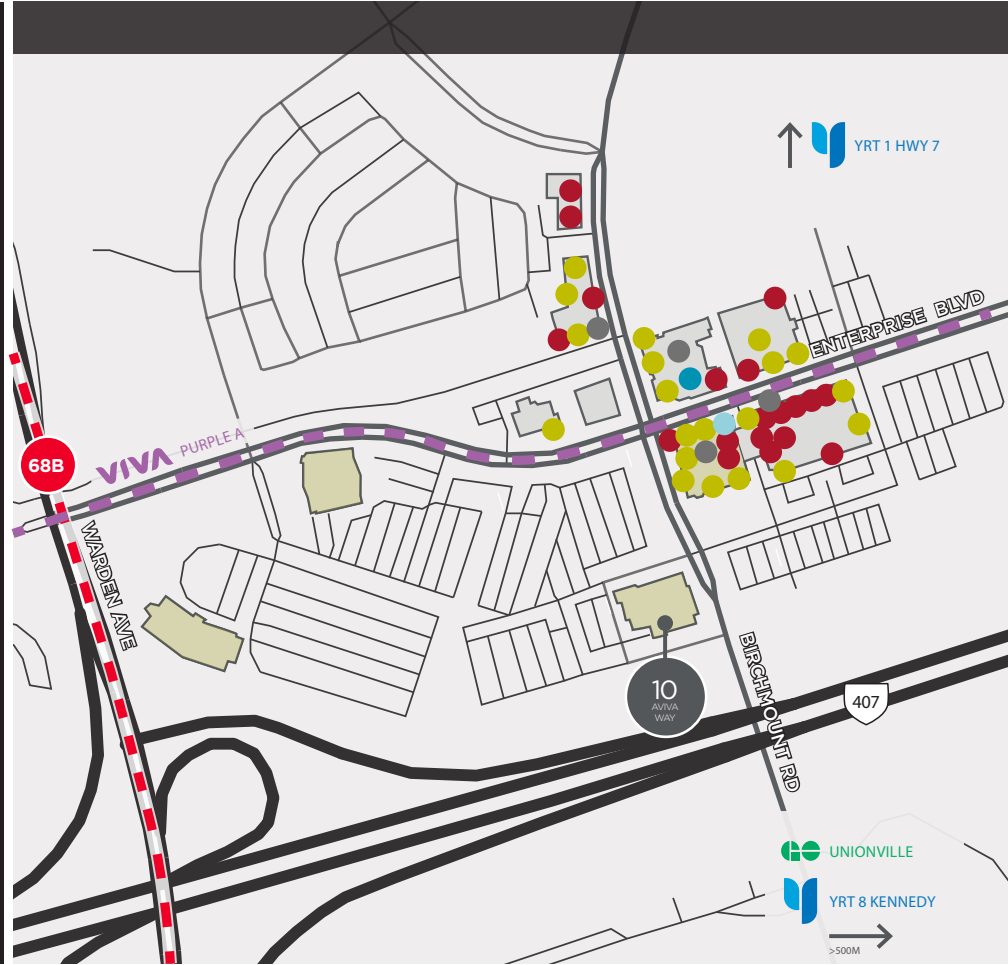 YRT 1 HWY 7
ENTERPRISE BLVD
VIVA PURPLE A
68B
WARDEN AVE
10
AVIVA
WAY
BIRCHMOUNT RD
407
GO UNIONVILLE
YRT 8 KENNEDY
>500M